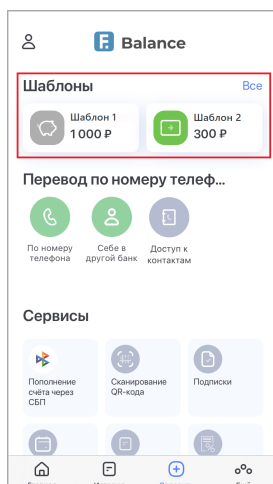 Balance
Шаблоны Все
Шаблон 1
1 000 ₽
Шаблон 2
300 ₽
Перевод по номеру телеф...
По номеру
телефона
Себе в
другой банк
Доступ к
контактам
Сервисы
Пополнение
счёта через
СБП
Сканирование
QR-кода
Подписки